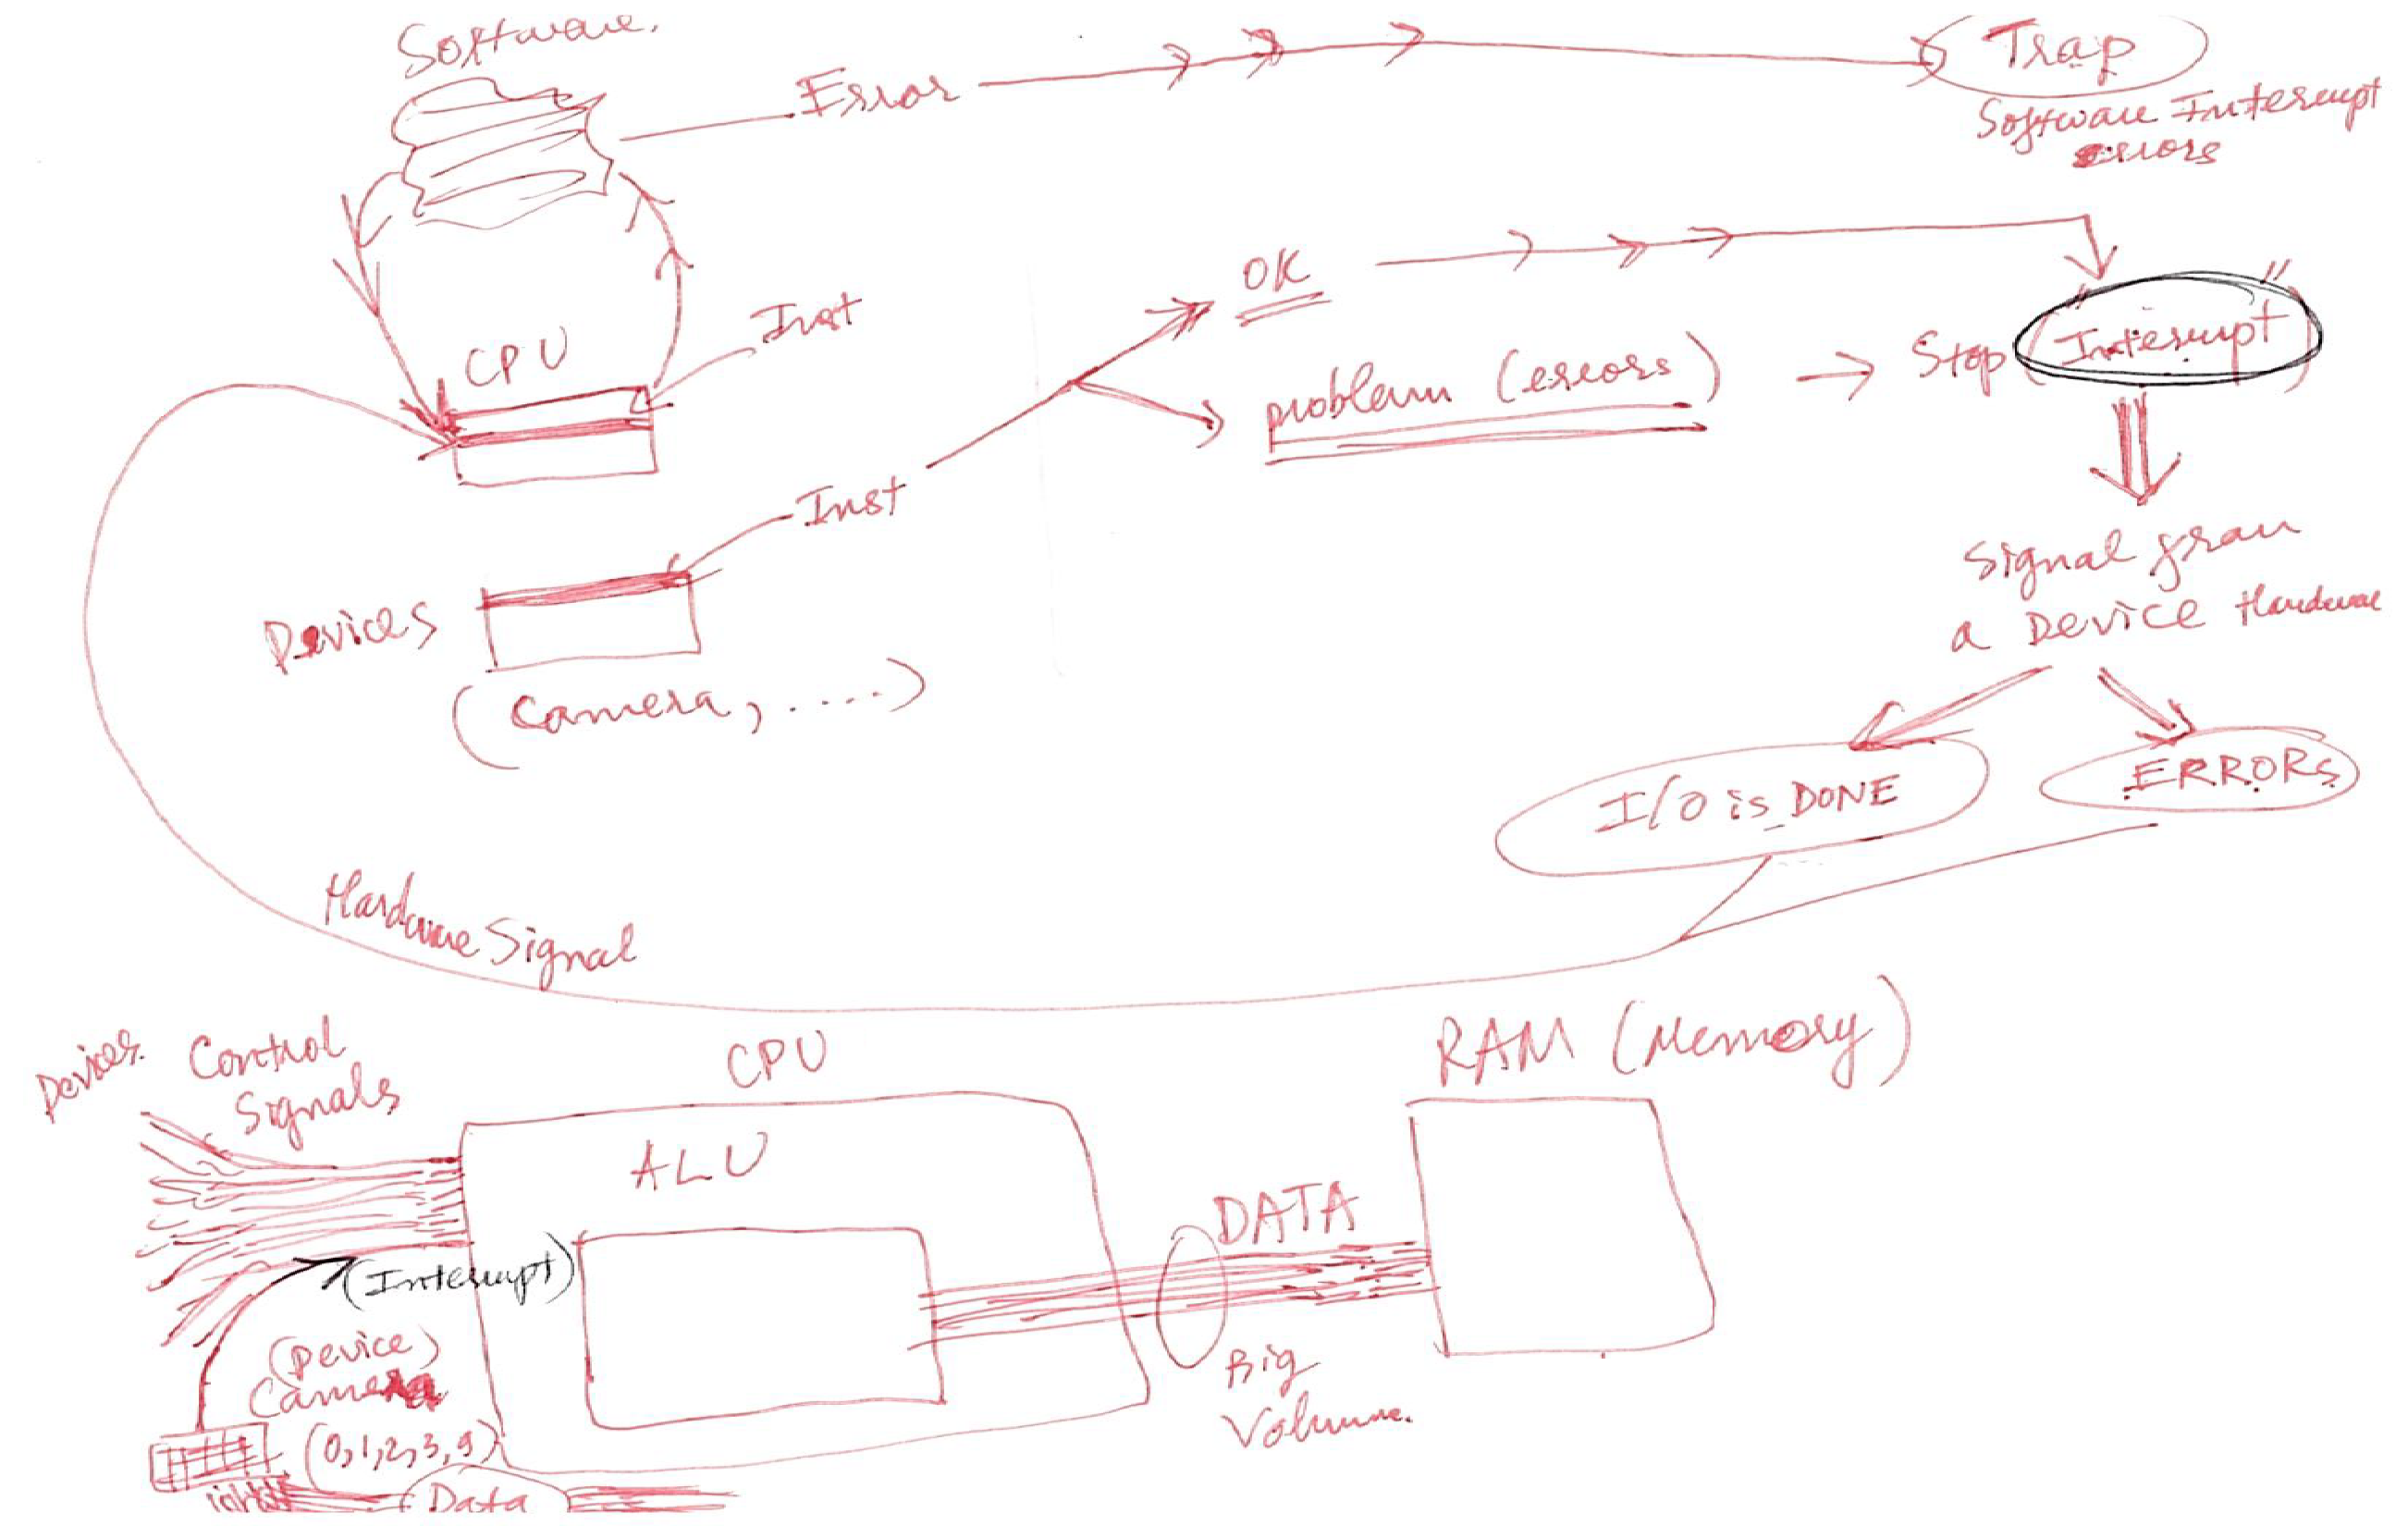 Software.
Error
Trap
Software Interrupt
errors
OK
Inst
CPU
problem (errors)
Stop
"Interrupt"
Inst
Signal from
a Device Hardware
Devices
(Camera, ....)
I/O is DONE
ERRORs
Hardware Signal
Devices.
Control
Signals
CPU
RAM (Memory)
ALU
DATA
(Interrupt)
(Device)
Camera
Big
Volume.
(0,1,2,3,9)
Data